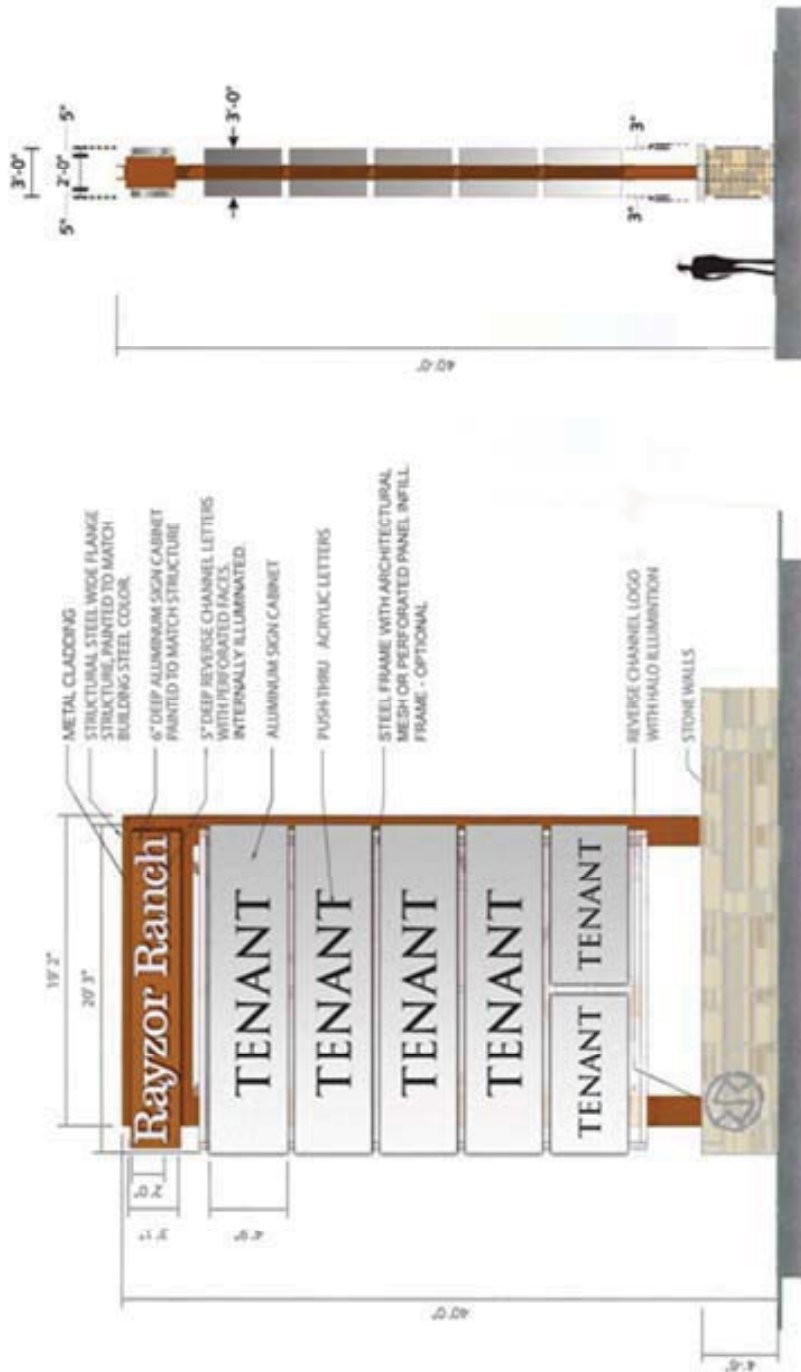 3'-0"
5"
2'-0"
5"
3'-0"
3"
3"
40'-0"
METAL CLADDING
STRUCTURAL STEEL WIDE FLANGE
STRUCTURE, PAINTED TO MATCH
BUILDING STEEL COLOR,
6" DEEP ALUMINUM SIGN CABINET
PAINTED TO MATCH STRUCTURE
5" DEEP REVERSE CHANNEL LETTERS
WITH PERFORATED FACES,
INTERNALLY ILLUMINATED.
ALUMINUM SIGN CABINET
PUSH-THRU ACRYLIC LETTERS
STEEL FRAME WITH ARCHITECTURAL
MESH OR PERFORATED PANEL INFILL.
FRAME - OPTIONAL
REVERSE CHANNEL LOGO
WITH HALO ILLUMINTION
STONE WALLS
19' 2"
20' 3"
Rayzor Ranch
TENANT
TENANT
TENANT
TENANT
TENANT
TENANT
2' 0"
40'-0"
4'-6"